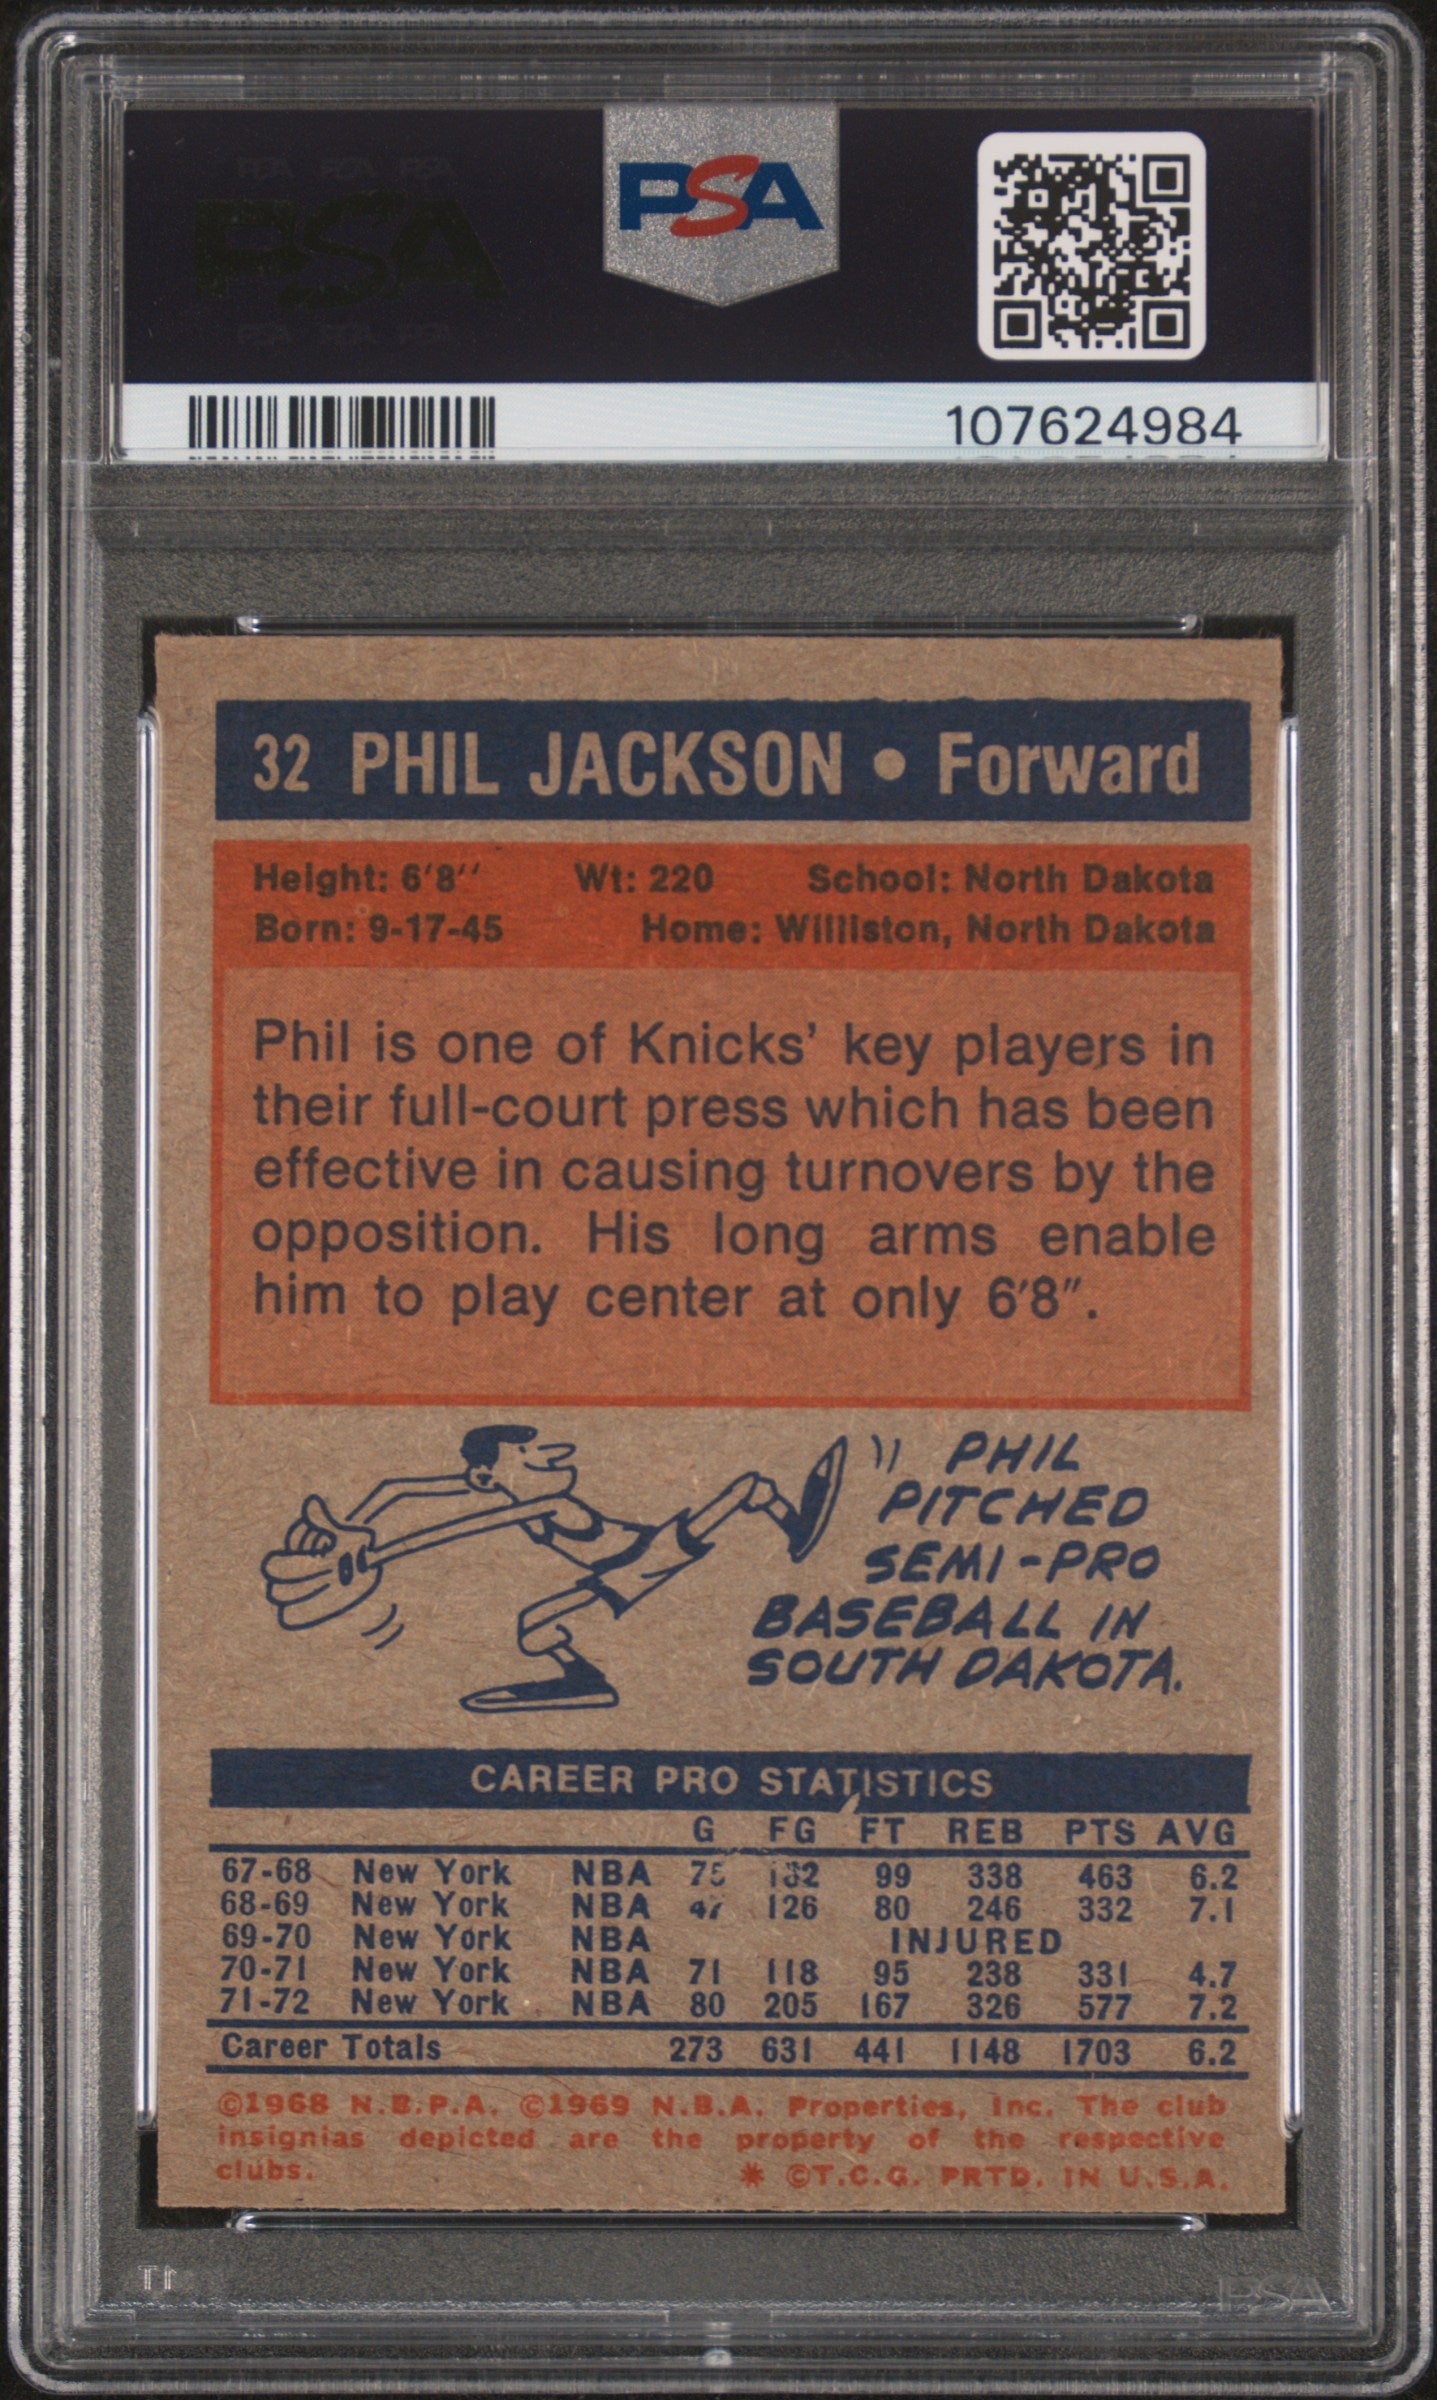 PSA
107624984
32 PHIL JACKSON • Forward
Height: 6'8'' Wt: 220 School: North Dakota
Born: 9-17-45 Home: Williston, North Dakota
Phil is one of Knicks' key players in
their full-court press which has been
effective in causing turnovers by the
opposition. His long arms enable
him to play center at only 6'8".
PHIL
PITCHED
SEMI-PRO
BASEBALL IN
SOUTH DAKOTA.
CAREER PRO STATISTICS
G FG FT REB PTS AVG
67-68 New York NBA 75 182 99 338 463 6.2
68-69 New York NBA 47 126 80 246 332 7.1
69-70 New York NBA INJURED
70-71 New York NBA 71 118 95 238 331 4.7
71-72 New York NBA 80 205 167 326 577 7.2
Career Totals 273 631 441 1148 1703 6.2
©1968 N.B.P.A. ©1969 N.B.A. Properties, Inc. The club
insignias depicted are the property of the respective
clubs. * ©T.C.G. PRTD. IN U.S.A.
PSA